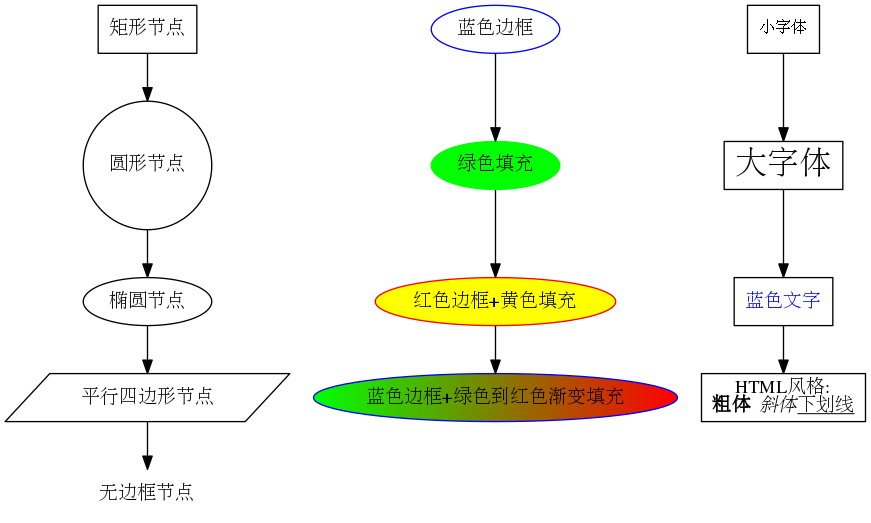 矩形节点
圆形节点
椭圆节点
平行四边形节点
无边框节点
蓝色边框
绿色填充
红色边框+黄色填充
蓝色边框+绿色到红色渐变填充
小字体
大字体
蓝色文字
HTML风格:
粗体 斜体下划线